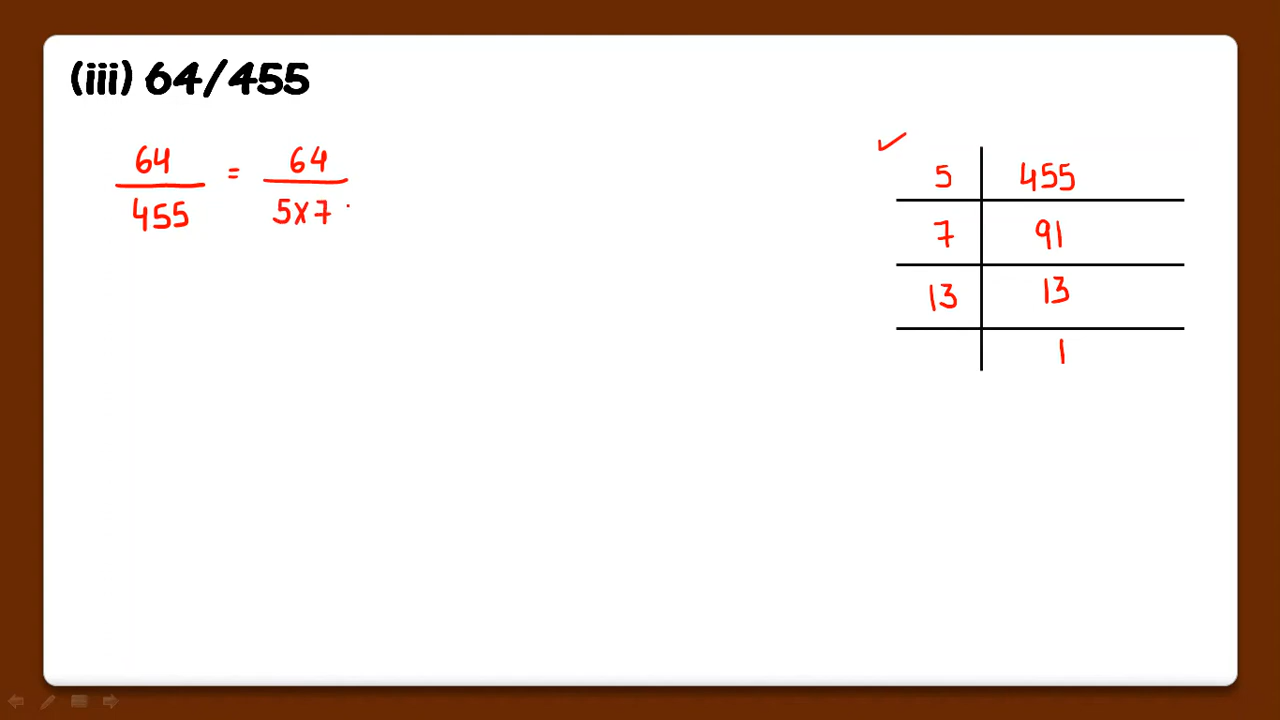 (iii) 64/455
64/455 = 64/5x7
✓
5 | 455
7 | 91
13 | 13
1